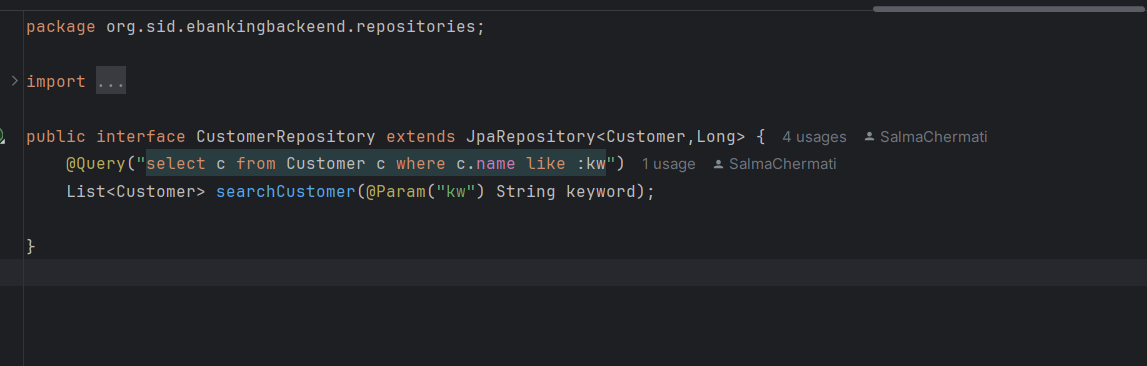 package org.sid.ebankingbackeend.repositories;
import ...
public interface CustomerRepository extends JpaRepository<Customer,Long> { 4 usages SalmaChermati
@Query("select c from Customer c where c.name like :kw") 1 usage SalmaChermati
List<Customer> searchCustomer(@Param("kw") String keyword);
}